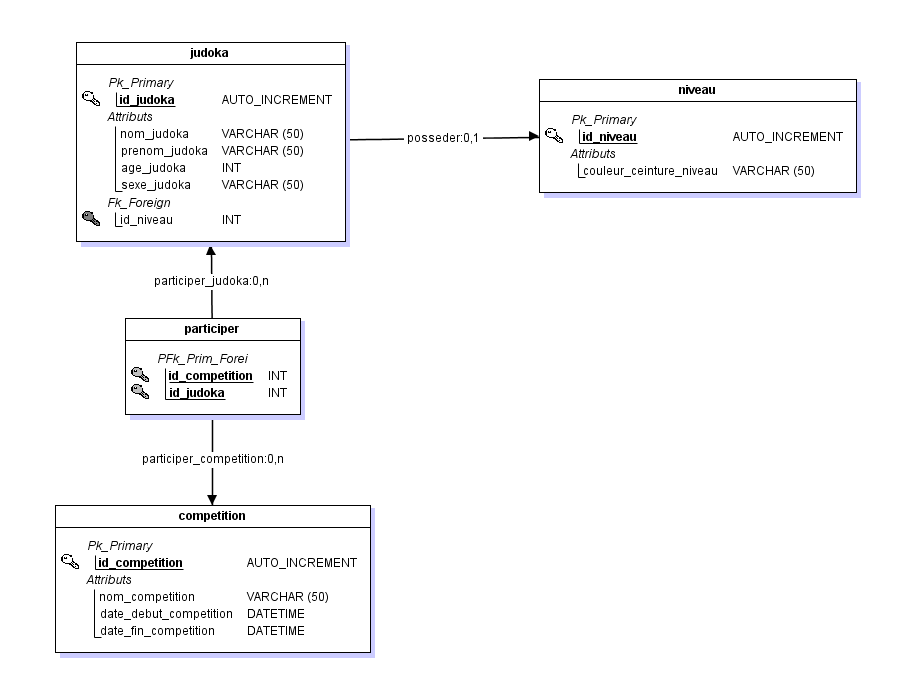 judoka
Pk_Primary
id_judoka AUTO_INCREMENT
Attributs
nom_judoka VARCHAR (50)
prenom_judoka VARCHAR (50)
age_judoka INT
sexe_judoka VARCHAR (50)
Fk_Foreign
id_niveau INT
posseder:0,1
niveau
Pk_Primary
id_niveau AUTO_INCREMENT
Attributs
couleur_ceinture_niveau VARCHAR (50)
participer_judoka:0,n
participer
PFk_Prim_Forei
id_competition INT
id_judoka INT
participer_competition:0,n
competition
Pk_Primary
id_competition AUTO_INCREMENT
Attributs
nom_competition VARCHAR (50)
date_debut_competition DATETIME
date_fin_competition DATETIME